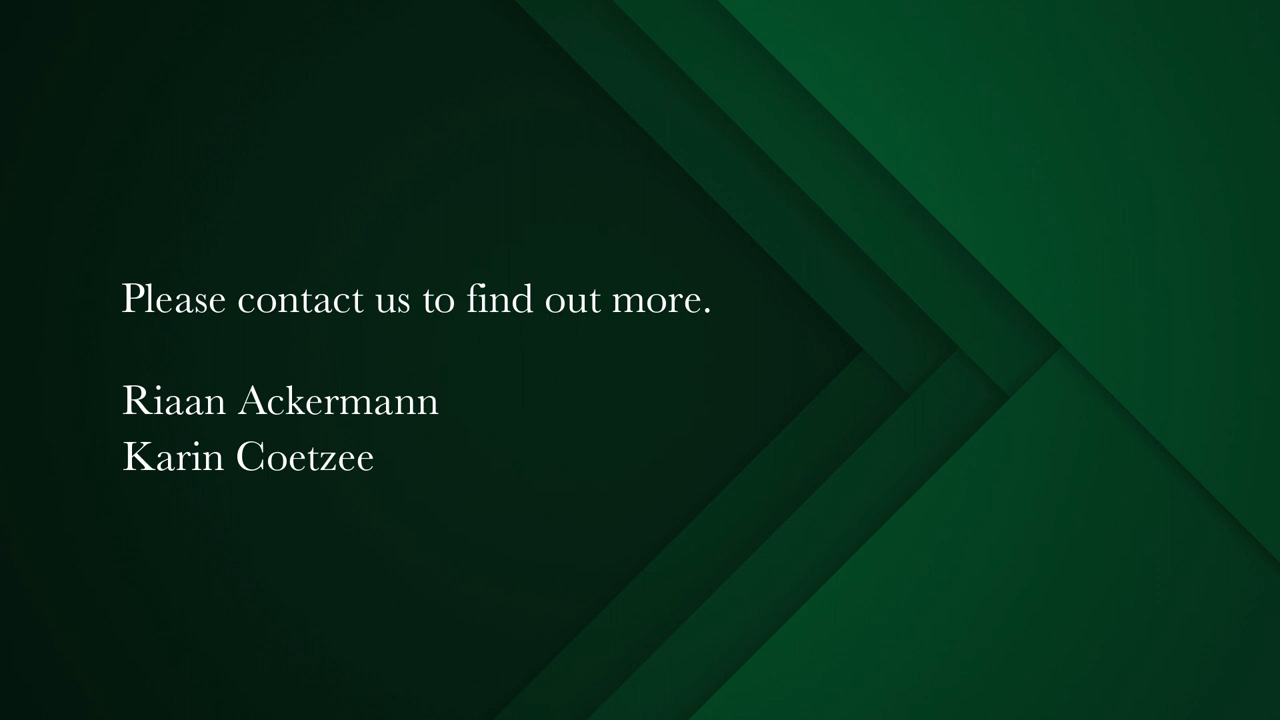 Please contact us to find out more.
Riaan Ackermann
Karin Coetzee